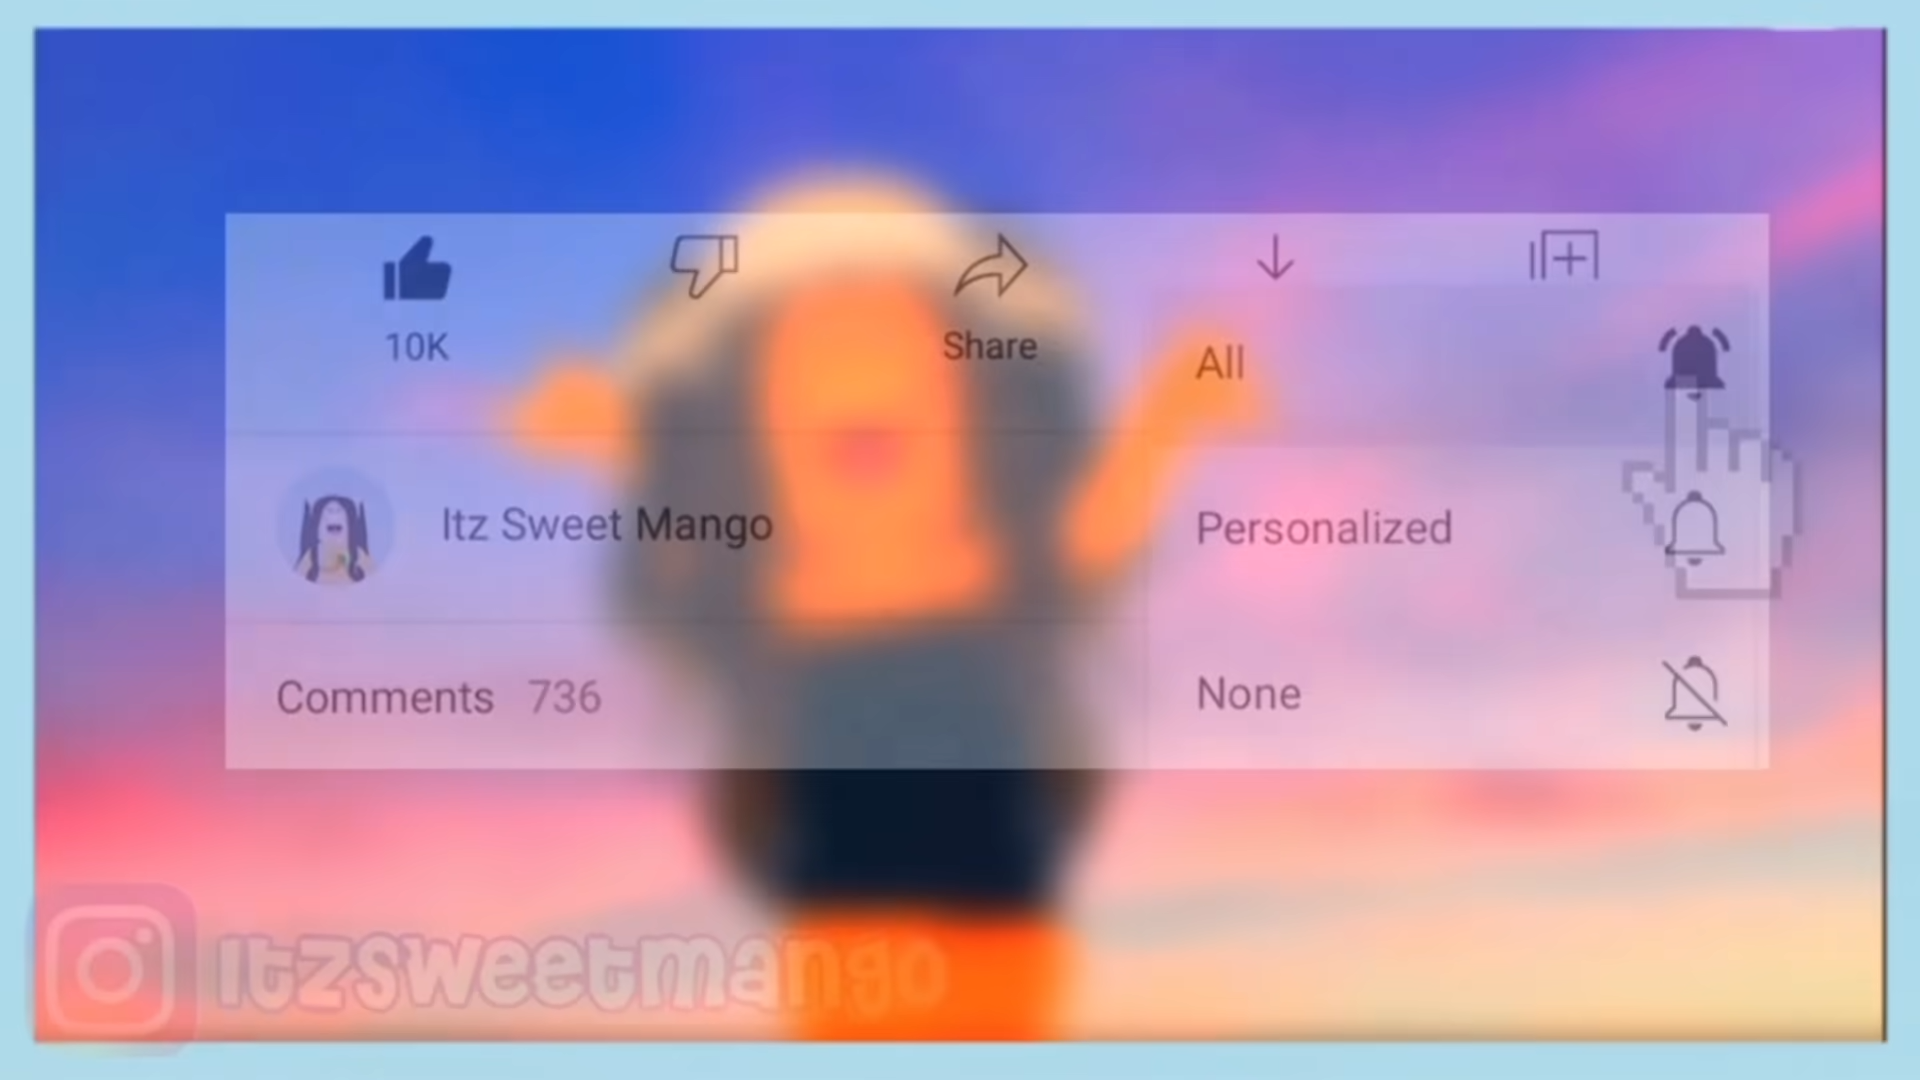 10K
Share
All
Itz Sweet Mango
Personalized
Comments 736
None
Itzsweetmango